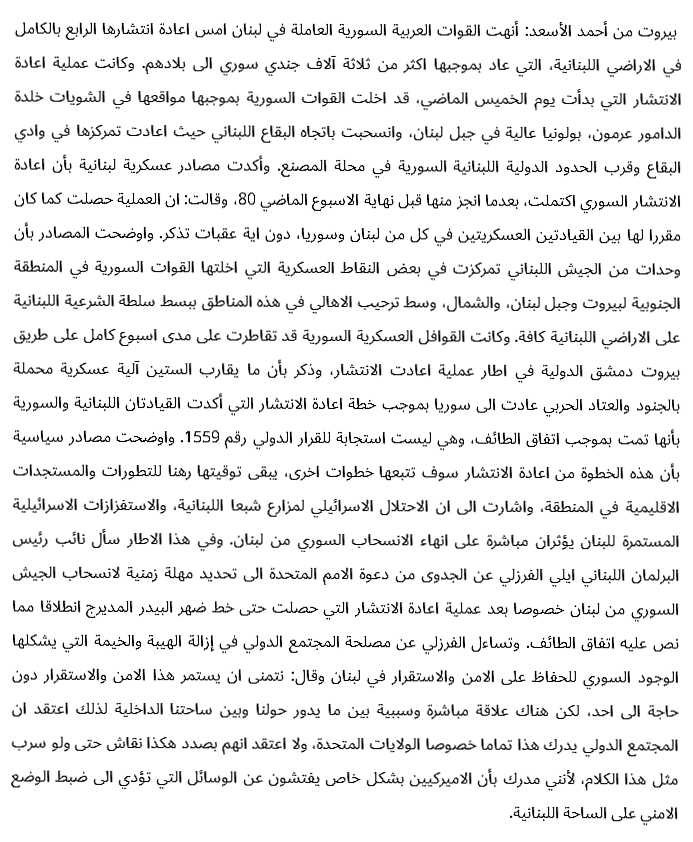 بيروت من أحمد الأسعد: أنهت القوات العربية السورية العاملة في لبنان امس اعادة انتشارها الرابع بالكامل
في الاراضي اللبنانية، التي عاد بموجبها اكثر من ثلاثة آلاف جندي سوري الى بلادهم. وكانت عملية اعادة
الانتشار التي بدأت يوم الخميس الماضي، قد اخلت القوات السورية بموجبها مواقعها في الشويات خلدة
الدامور عرمون، بولونيا عالية في جبل لبنان، وانسحبت باتجاه البقاع اللبناني حيث اعادت تمركزها في وادي
البقاع وقرب الحدود الدولية اللبنانية السورية في محلة المصنع. وأكدت مصادر عسكرية لبنانية بأن اعادة
الانتشار السوري اكتملت، بعدما انجز منها قبل نهاية الاسبوع الماضي 80، وقالت: ان العملية حصلت كما كان
مقررا لها بين القيادتين العسكريتين في كل من لبنان وسوريا، دون اية عقبات تذكر. واوضحت المصادر بأن
وحدات من الجيش اللبناني تمركزت في بعض النقاط العسكرية التي اخلتها القوات السورية في المنطقة
الجنوبية لبيروت وجبل لبنان، والشمال، وسط ترحيب الاهالي في هذه المناطق ببسط سلطة الشرعية اللبنانية
على الاراضي اللبنانية كافة. وكانت القوافل العسكرية السورية قد تقاطرت على مدى اسبوع كامل على طريق
بيروت دمشق الدولية في اطار عملية اعادت الانتشار، وذكر بأن ما يقارب الستين آلية عسكرية محملة
بالجنود والعتاد الحربي عادت الى سوريا بموجب خطة اعادة الانتشار التي أكدت القيادتان اللبنانية والسورية
بأنها تمت بموجب اتفاق الطائف، وهي ليست استجابة للقرار الدولي رقم 1559. واوضحت مصادر سياسية
بأن هذه الخطوة من اعادة الانتشار سوف تتبعها خطوات اخرى، يبقى توقيتها رهنا للتطورات والمستجدات
الاقليمية في المنطقة، واشارت الى ان الاحتلال الاسرائيلي لمزارع شبعا اللبنانية، والاستفزازات الاسرائيلية
المستمرة للبنان يؤثران مباشرة على انهاء الانسحاب السوري من لبنان. وفي هذا الاطار سأل نائب رئيس
البرلمان اللبناني ايلي الفرزلي عن الجدوى من دعوة الامم المتحدة الى تحديد مهلة زمنية لانسحاب الجيش
السوري من لبنان خصوصا بعد عملية اعادة الانتشار التي حصلت حتى خط ضهر البيدر المديرج انطلاقا مما
نص عليه اتفاق الطائف. وتساءل الفرزلي عن مصلحة المجتمع الدولي في إزالة الهيبة والخيمة التي يشكلها
الوجود السوري للحفاظ على الامن والاستقرار في لبنان وقال: نتمنى ان يستمر هذا الامن والاستقرار دون
حاجة الى احد، لكن هناك علاقة مباشرة وسببية بين ما يدور حولنا وبين ساحتنا الداخلية لذلك اعتقد ان
المجتمع الدولي يدرك هذا تماما خصوصا الولايات المتحدة، ولا اعتقد انهم بصدد هكذا نقاش حتى ولو سرب
مثل هذا الكلام، لأنني مدرك بأن الاميركيين بشكل خاص يفتشون عن الوسائل التي تؤدي الى ضبط الوضع
الامني على الساحة اللبنانية.